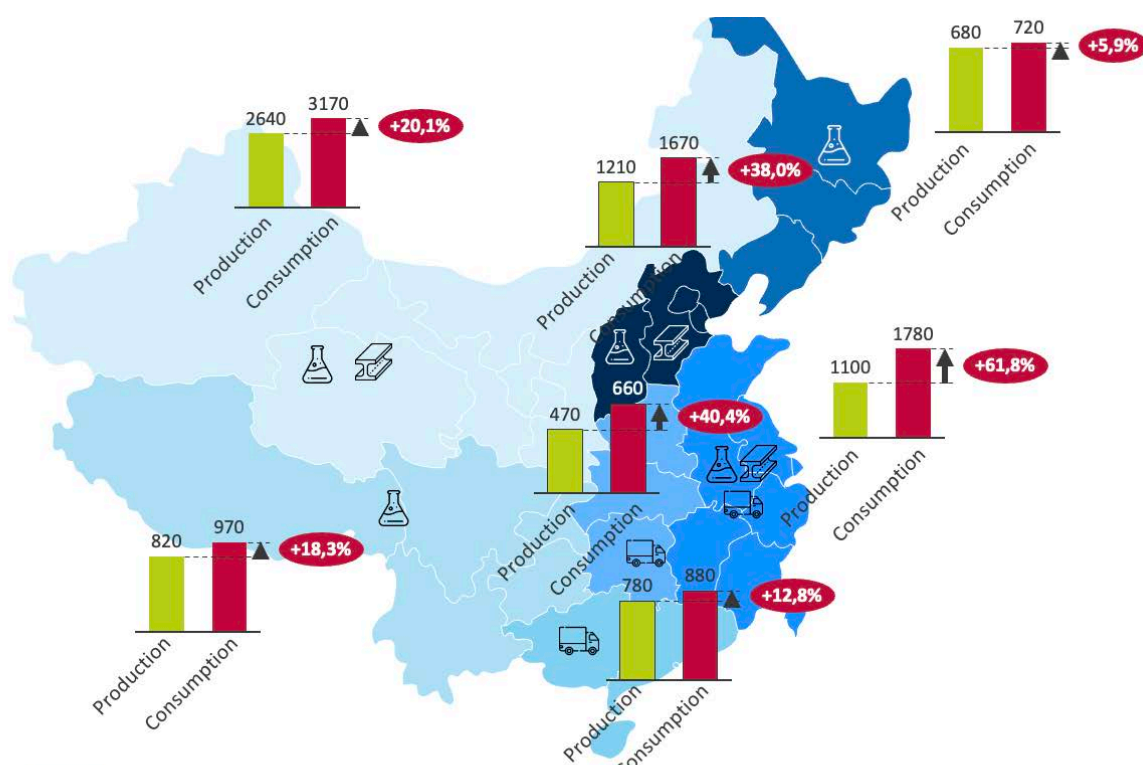 680
720
+5,9%
Production
Consumption
2640
3170
+20,1%
Production
Consumption
1210
1670
+38,0%
Production
Consumption
1100
1780
+61,8%
Production
Consumption
470
660
+40,4%
Production
Consumption
820
970
+18,3%
Production
Consumption
780
880
+12,8%
Production
Consumption